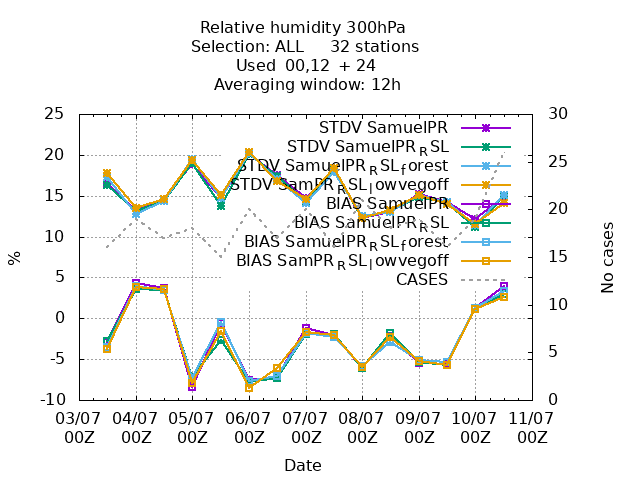 Relative humidity 300hPa
Selection: ALL 32 stations
Used 00,12 + 24
Averaging window: 12h
25
20
15
10
5
0
-5
-10
30
25
20
15
10
5
0
%
No cases
STDV SamuelPR
STDV SamuelPR_RSL
STDV SamuelPR_RSL_forest
STDV SamPR_RSL_lowvegoff
BIAS SamuelPR
BIAS SamuelPR_RSL
BIAS SamuelPR_RSL_forest
BIAS SamPR_RSL_lowvegoff
CASES
03/07 04/07 05/07 06/07 07/07 08/07 09/07 10/07 11/07
00Z 00Z 00Z 00Z 00Z 00Z 00Z 00Z 00Z
Date